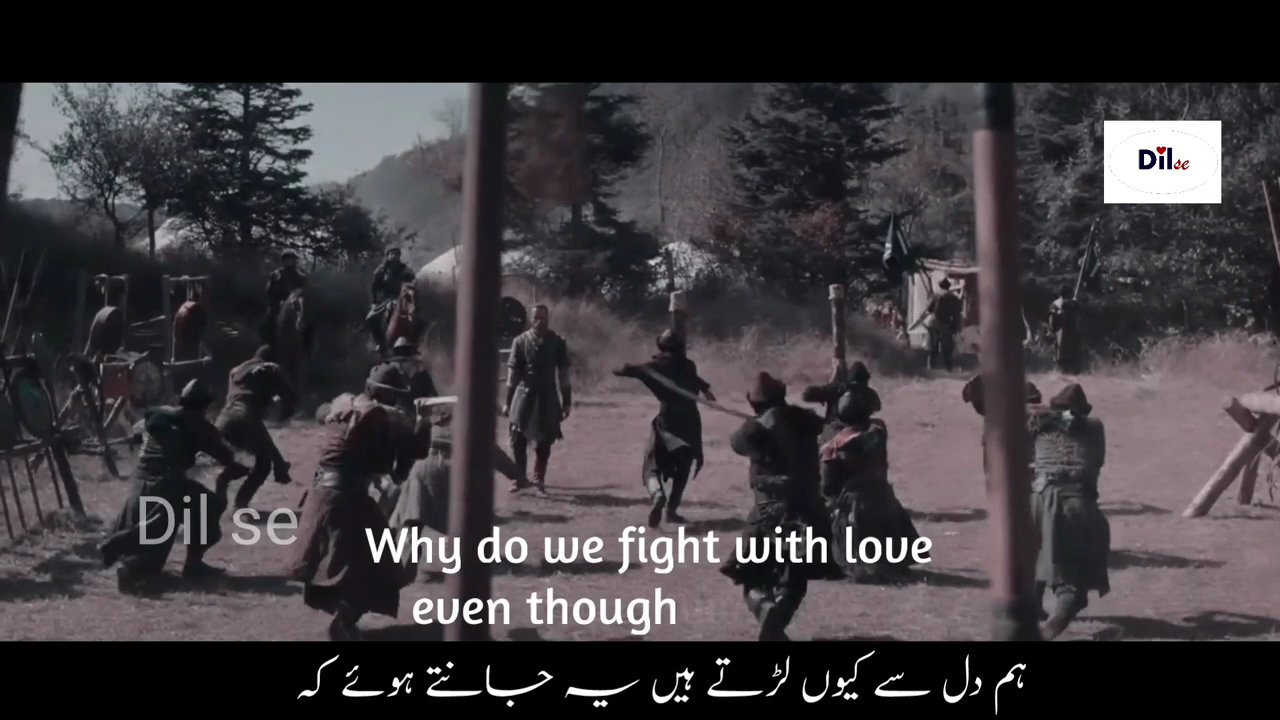 Dil se
Dil se
Why do we fight with love
even though
ہم دل سے کیوں لڑتے ہیں یہ جانتے ہوئے کہ